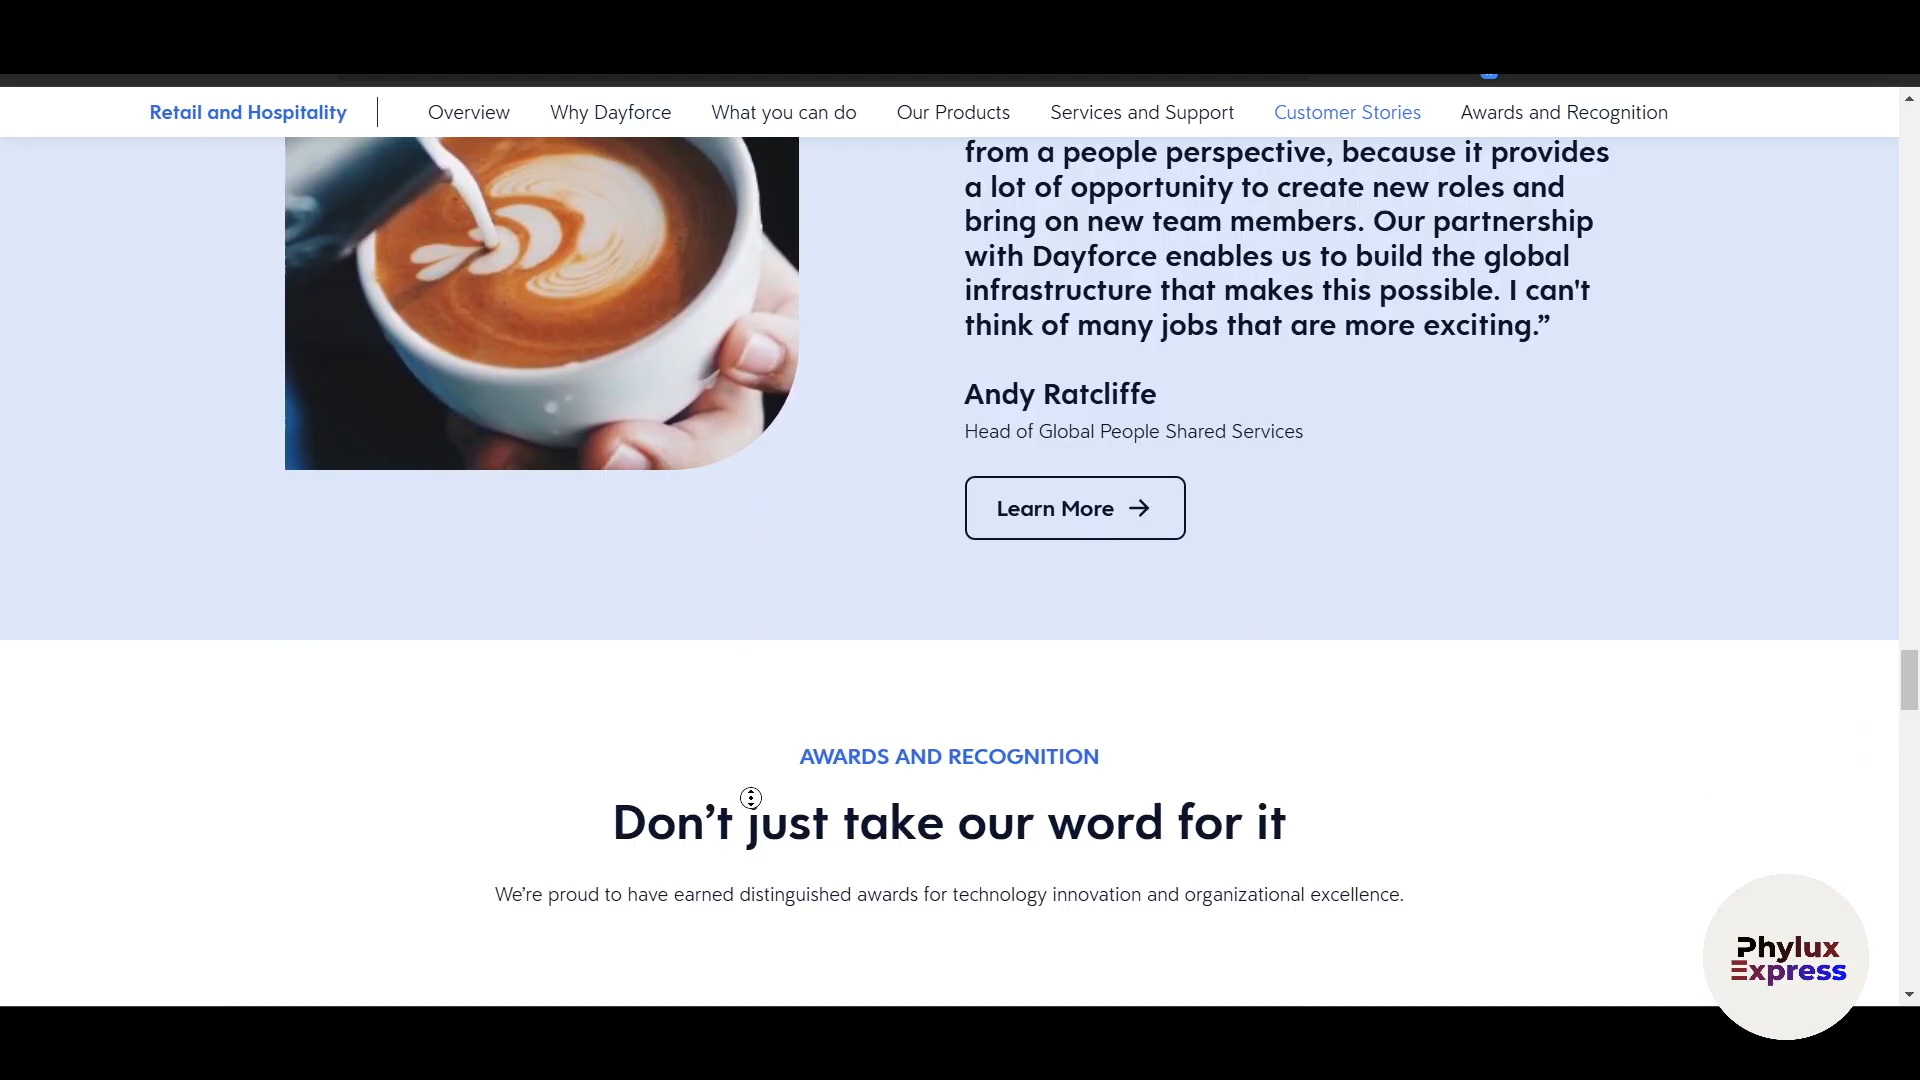 Retail and Hospitality
Overview
Why Dayforce
What you can do
Our Products
Services and Support
Customer Stories
Awards and Recognition
from a people perspective, because it provides
a lot of opportunity to create new roles and
bring on new team members. Our partnership
with Dayforce enables us to build the global
infrastructure that makes this possible. I can't
think of many jobs that are more exciting.”
Andy Ratcliffe
Head of Global People Shared Services
Learn More
AWARDS AND RECOGNITION
Don’t just take our word for it
We’re proud to have earned distinguished awards for technology innovation and organizational excellence.
Phylux
Express